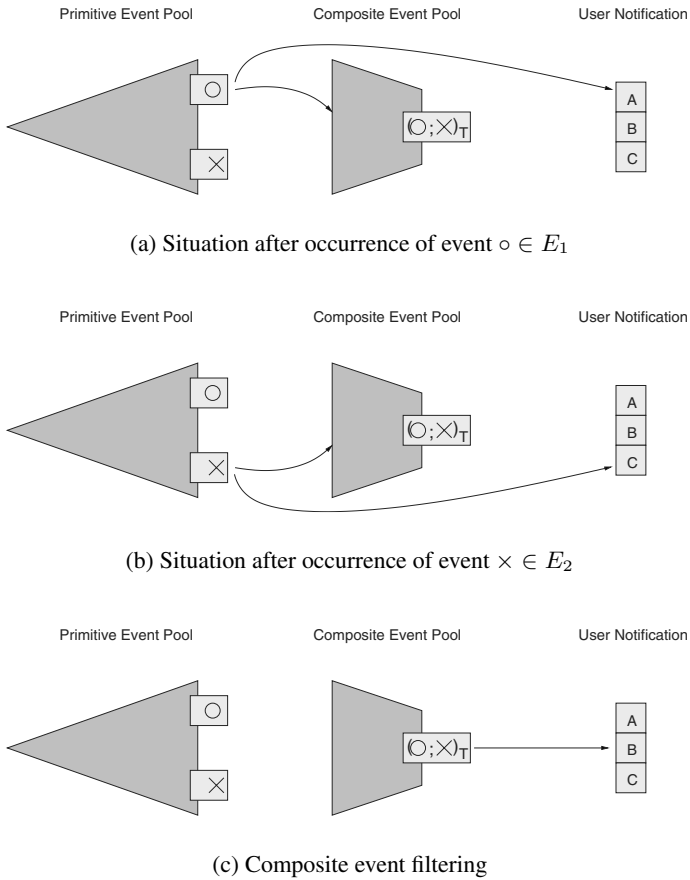 Primitive Event Pool Composite Event Pool User Notification
○ A
(○;×)T B
× C
(a) Situation after occurrence of event ○ ∈ E1
Primitive Event Pool Composite Event Pool User Notification
○ A
(○;×)T B
× C
(b) Situation after occurrence of event × ∈ E2
Primitive Event Pool Composite Event Pool User Notification
○ A
(○;×)T B
× C
(c) Composite event filtering